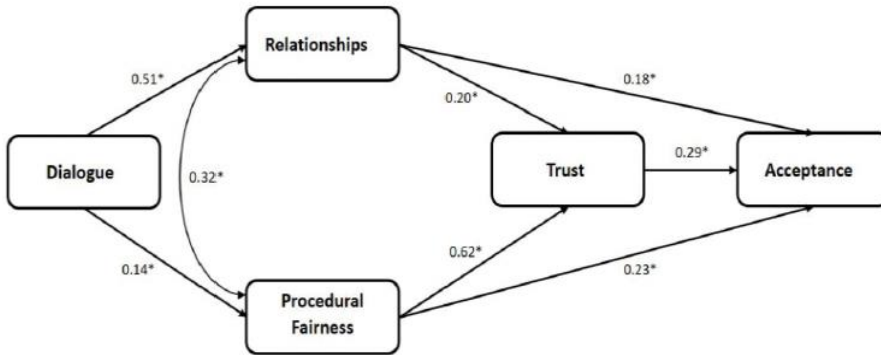 Relationships
0.51*
0.18*
0.20*
Dialogue
0.32*
Trust
0.29*
Acceptance
0.14*
0.62*
0.23*
Procedural
Fairness